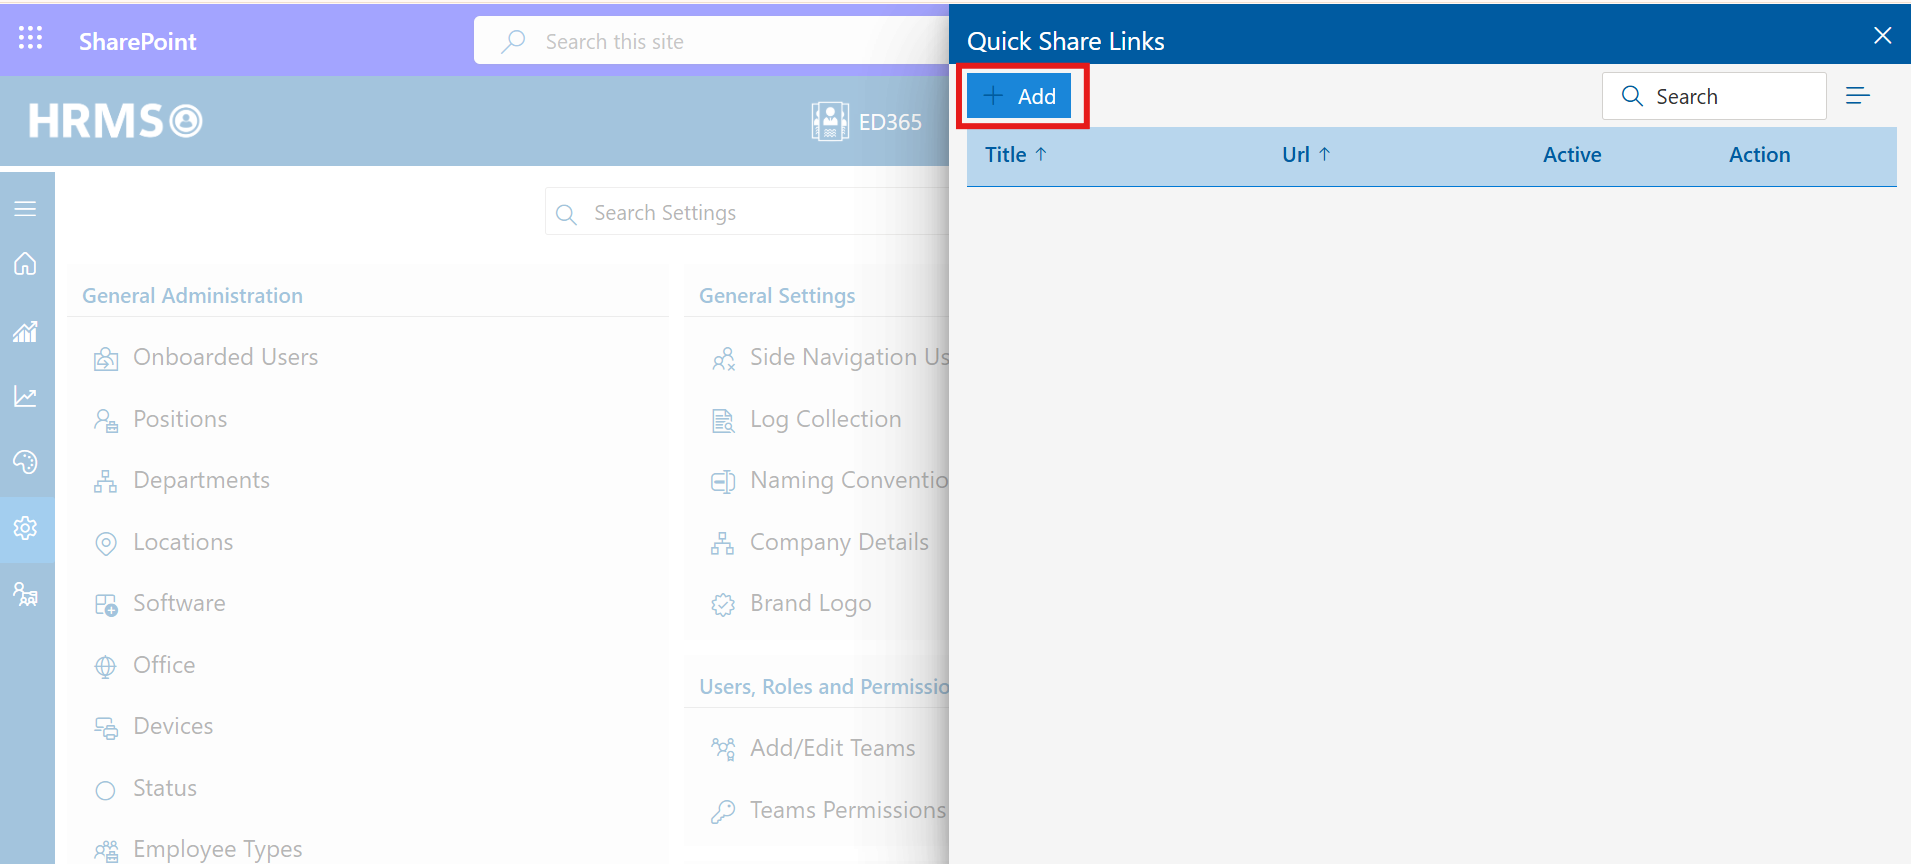 SharePoint
Search this site
Quick Share Links
HRMS
ED365
Add
Search
Title Url Active Action
Search Settings
General Administration
Onboarded Users
Positions
Departments
Locations
Software
Office
Devices
Status
Employee Types
General Settings
Side Navigation Us
Log Collection
Naming Conventio
Company Details
Brand Logo
Users, Roles and Permissio
Add/Edit Teams
Teams Permissions